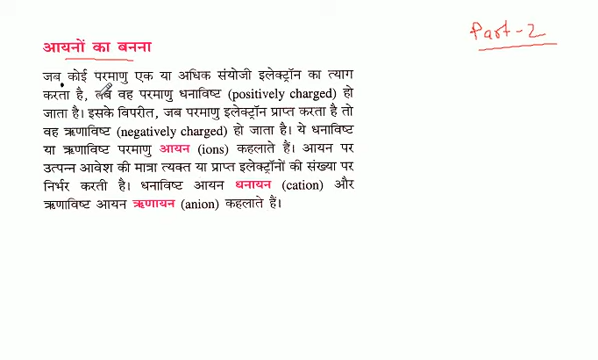 Part-2
आयनों का बनना
जब कोई परमाणु एक या अधिक संयोजी इलेक्ट्रॉन का त्याग
करता है, तब वह परमाणु धनाविष्ट (positively charged) हो
जाता है। इसके विपरीत, जब परमाणु इलेक्ट्रॉन प्राप्त करता है तो
वह ऋणाविष्ट (negatively charged) हो जाता है। ये धनाविष्ट
या ऋणाविष्ट परमाणु आयन (ions) कहलाते हैं। आयन पर
उत्पन्न आवेश की मात्रा त्यक्त या प्राप्त इलेक्ट्रॉनों की संख्या पर
निर्भर करती है। धनाविष्ट आयन धनायन (cation) और
ऋणाविष्ट आयन ऋणायन (anion) कहलाते हैं।